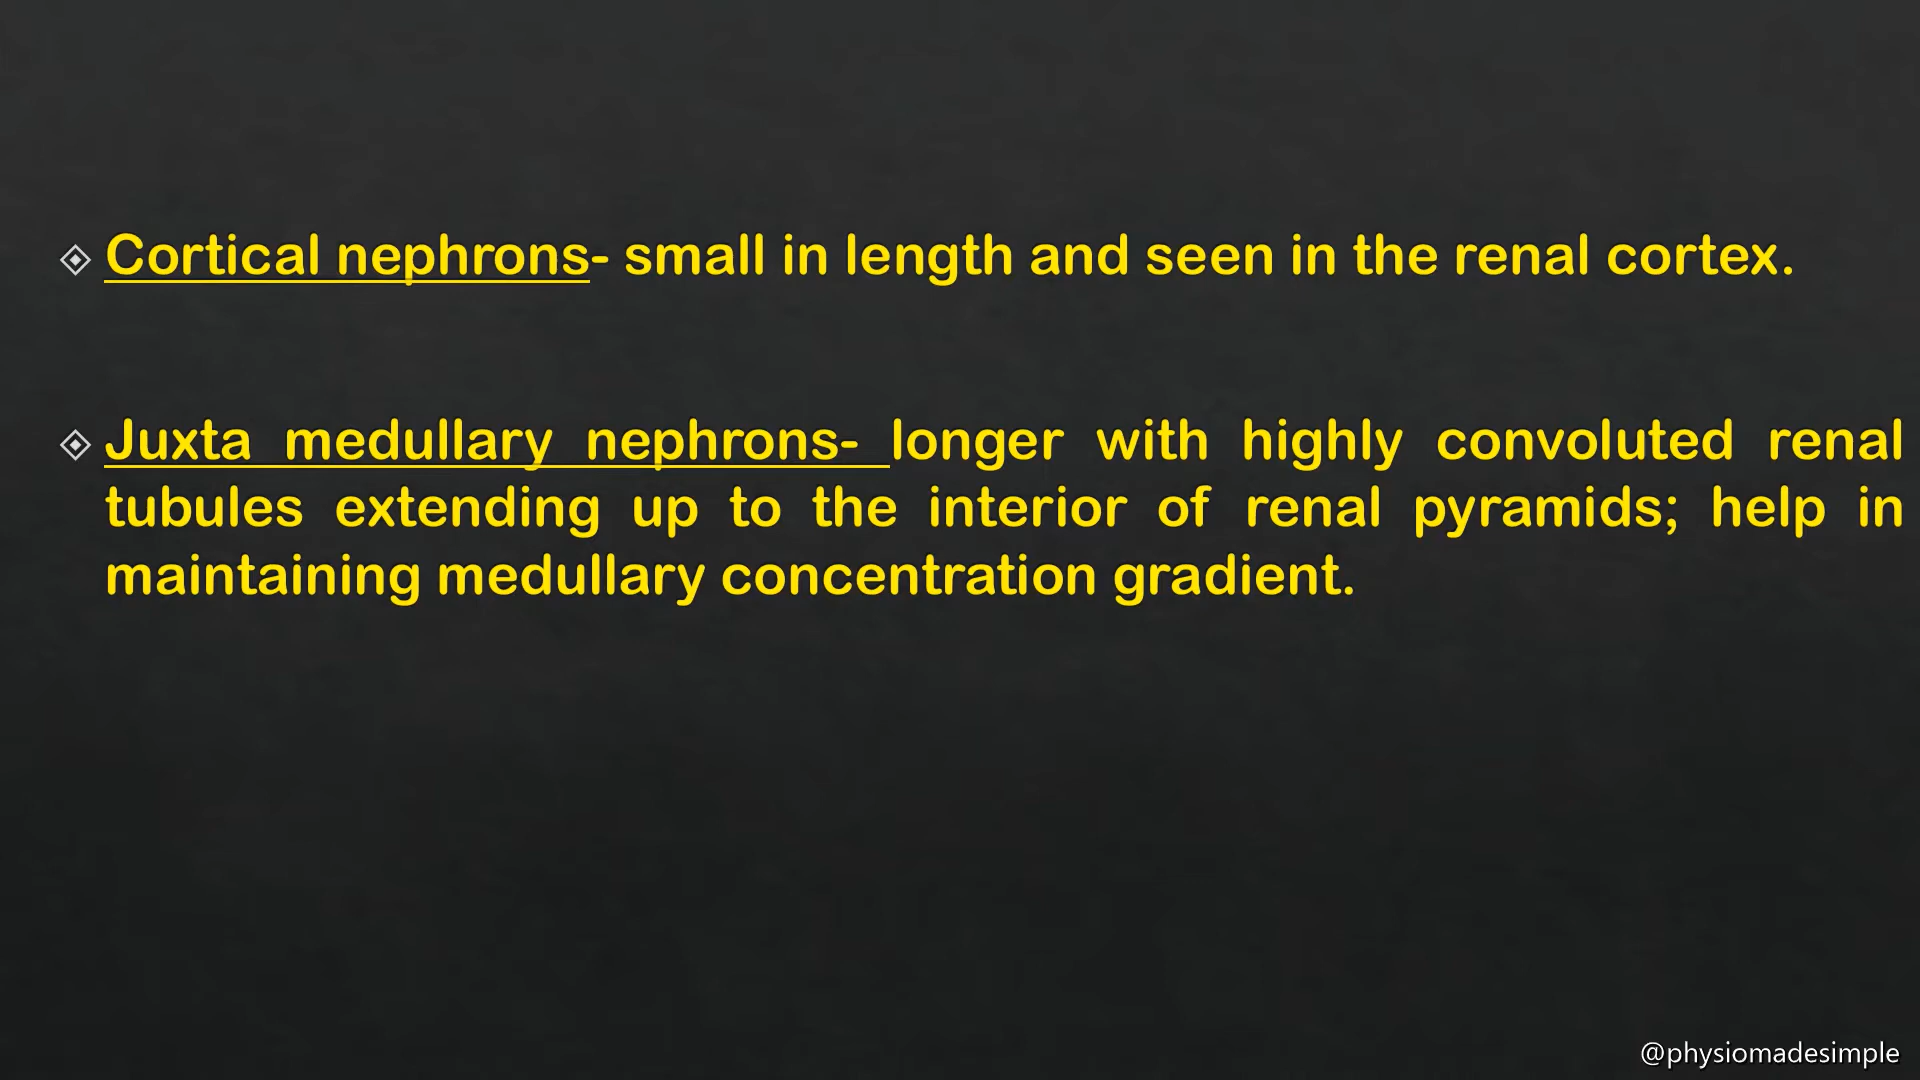 Cortical nephrons- small in length and seen in the renal cortex.
Juxta medullary nephrons- longer with highly convoluted renal
tubules extending up to the interior of renal pyramids; help in
maintaining medullary concentration gradient.
@physiomadesimple